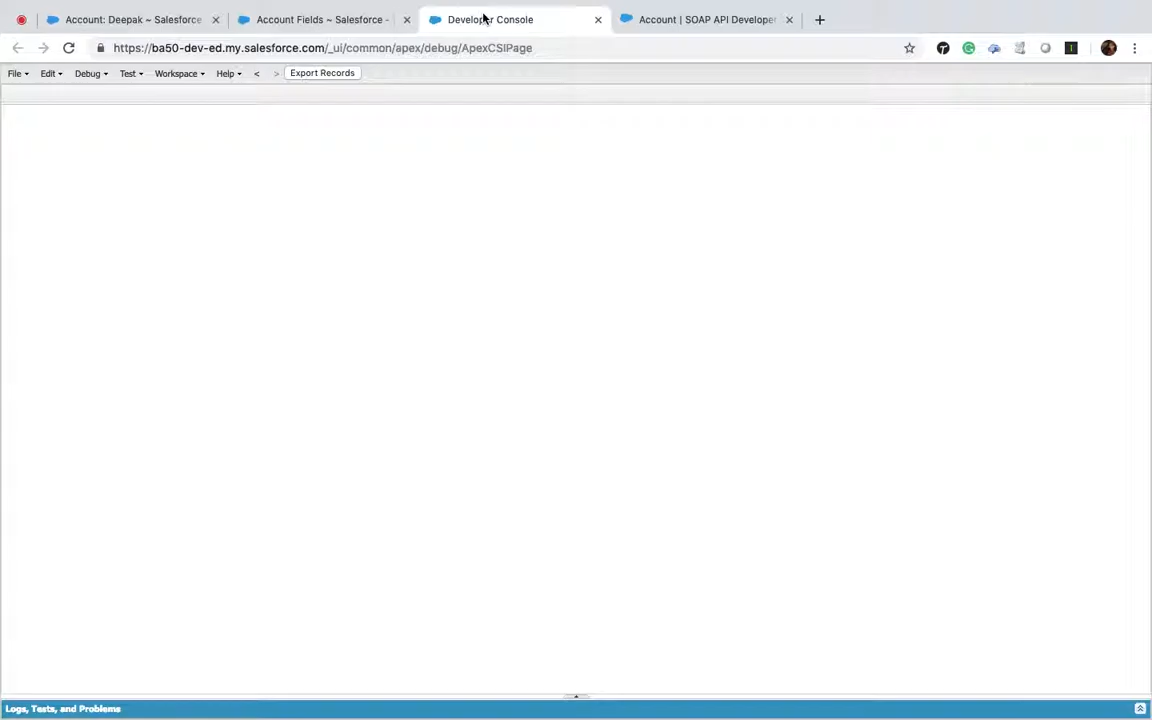 Account: Deepak ~ Salesforce
Account Fields ~ Salesforce -
Developer Console
Account | SOAP API Developer
https://ba50-dev-ed.my.salesforce.com/_ui/common/apex/debug/ApexCSIPage
File Edit Debug Test Workspace Help < > Export Records
Logs, Tests, and Problems